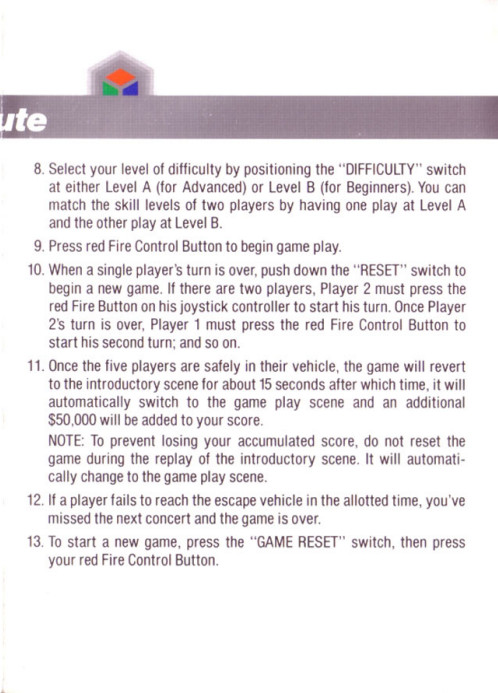 ute
8. Select your level of difficulty by positioning the "DIFFICULTY" switch
at either Level A (for Advanced) or Level B (for Beginners). You can
match the skill levels of two players by having one play at Level A
and the other play at Level B.
9. Press red Fire Control Button to begin game play.
10. When a single player's turn is over, push down the "RESET" switch to
begin a new game. If there are two players, Player 2 must press the
red Fire Button on his joystick controller to start his turn. Once Player
2's turn is over, Player 1 must press the red Fire Control Button to
start his second turn; and so on.
11. Once the five players are safely in their vehicle, the game will revert
to the introductory scene for about 15 seconds after which time, it will
automatically switch to the game play scene and an additional
$50,000 will be added to your score.
NOTE: To prevent losing your accumulated score, do not reset the
game during the replay of the introductory scene. It will automati-
cally change to the game play scene.
12. If a player fails to reach the escape vehicle in the allotted time, you've
missed the next concert and the game is over.
13. To start a new game, press the "GAME RESET" switch, then press
your red Fire Control Button.